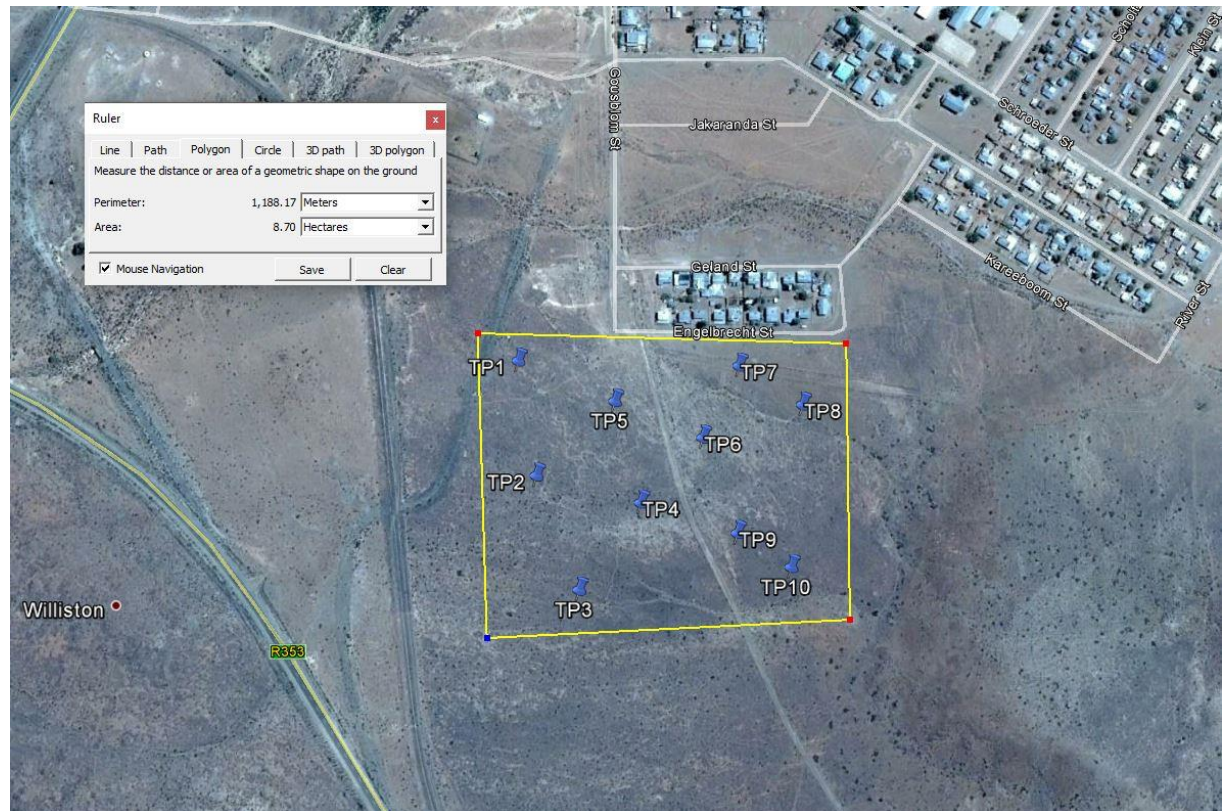 Ruler
x
Line
Path
Polygon
Circle
3D path
3D polygon
Measure the distance or area of a geometric shape on the ground
Perimeter:
1,188.17 Meters
Area:
8.70 Hectares
Mouse Navigation
Save
Clear
Gousblom St
Jakaranda St
Schroeder St
Klein St
Geland St
Kareeboom St
River St
Engelbrecht St
TP1
TP7
TP5
TP8
TP6
TP2
TP4
TP9
TP10
TP3
Williston
R353